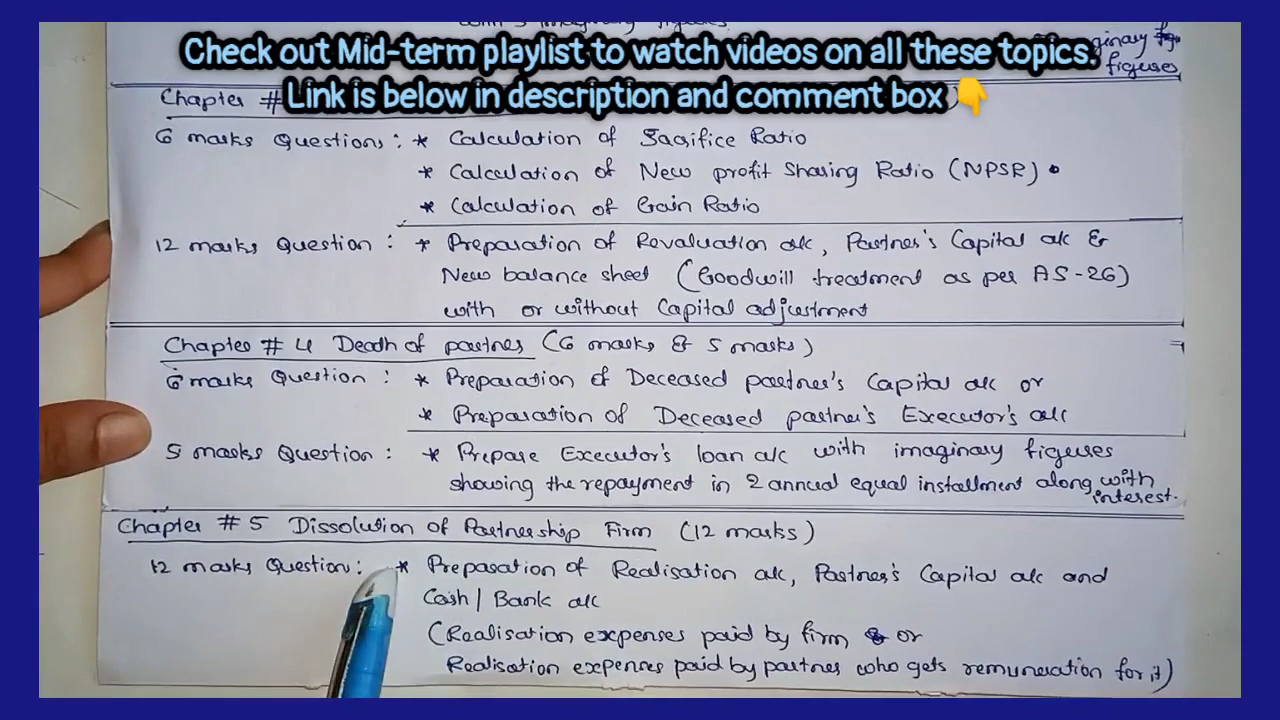 with 5 imaginary figures
Check out Mid-term playlist to watch videos on all these topics.
figures
Link is below in description and comment box 👇
Chapter #
6 marks Questions : * Calculation of Sacrifice Ratio
* Calculation of New profit sharing Ratio (NPSR)
* Calculation of Gain Ratio
12 marks Question : * Preparation of Revaluation a/c, Partner's Capital a/c &
New balance sheet (Goodwill treatment as per AS-26)
with or without Capital adjustment
Chapter # 4 Death of partner (6 marks & 5 marks)
6 marks Question : * Preparation of Deceased partner's Capital a/c or
* Preparation of Deceased partner's Executor's a/c
5 marks Question : * Prepare Executor's loan a/c with imaginary figures
showing the repayment in 2 annual equal installment along with
interest.
Chapter # 5 Dissolution of Partnership Firm (12 marks)
12 marks Question : * Preparation of Realisation a/c, Partner's Capital a/c and
Cash / Bank a/c
(Realisation expenses paid by firm or
Realisation expenses paid by partner who gets remuneration for it)